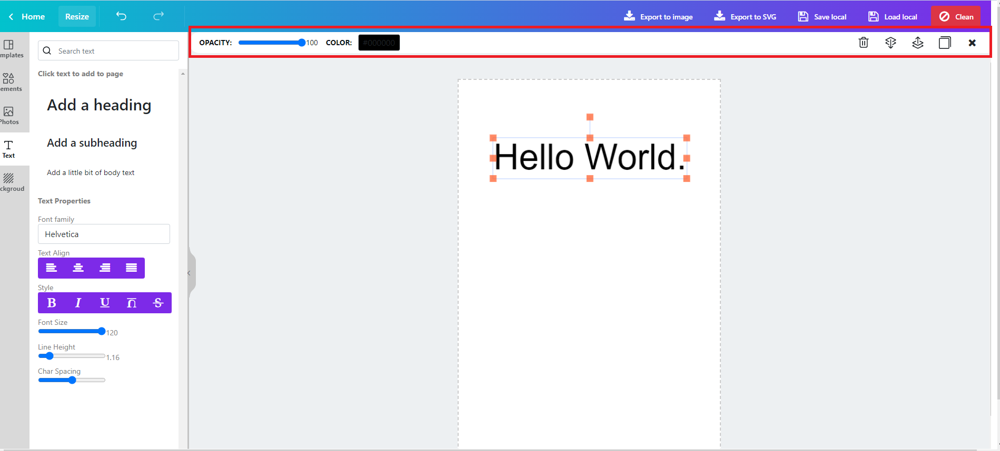 Home
Resize
Export to image
Export to SVG
Save local
Load local
Clean
OPACITY:
100
COLOR:
#000000
mplates
ements
Photos
Text
ckgroud
Search text
Click text to add to page
Add a heading
Add a subheading
Add a little bit of body text
Text Properties
Font family
Helvetica
Text Align
Style
B I U n S
Font Size
120
Line Height
1.16
Char Spacing
Hello World.